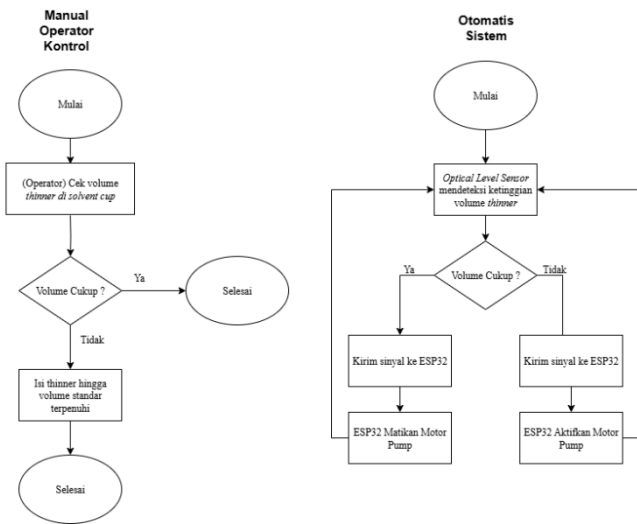 Manual
Operator
Kontrol
Mulai
(Operator) Cek volume
thinner di solvent cup
Volume Cukup ?
Ya
Selesai
Tidak
Isi thinner hingga
volume standar
terpenuhi
Selesai
Otomatis
Sistem
Mulai
Optical Level Sensor
mendeteksi ketinggian
volume thinner
Ya
Volume Cukup ?
Tidak
Kirim sinyal ke ESP32
Kirim sinyal ke ESP32
ESP32 Matikan Motor
Pump
ESP32 Aktifkan Motor
Pump